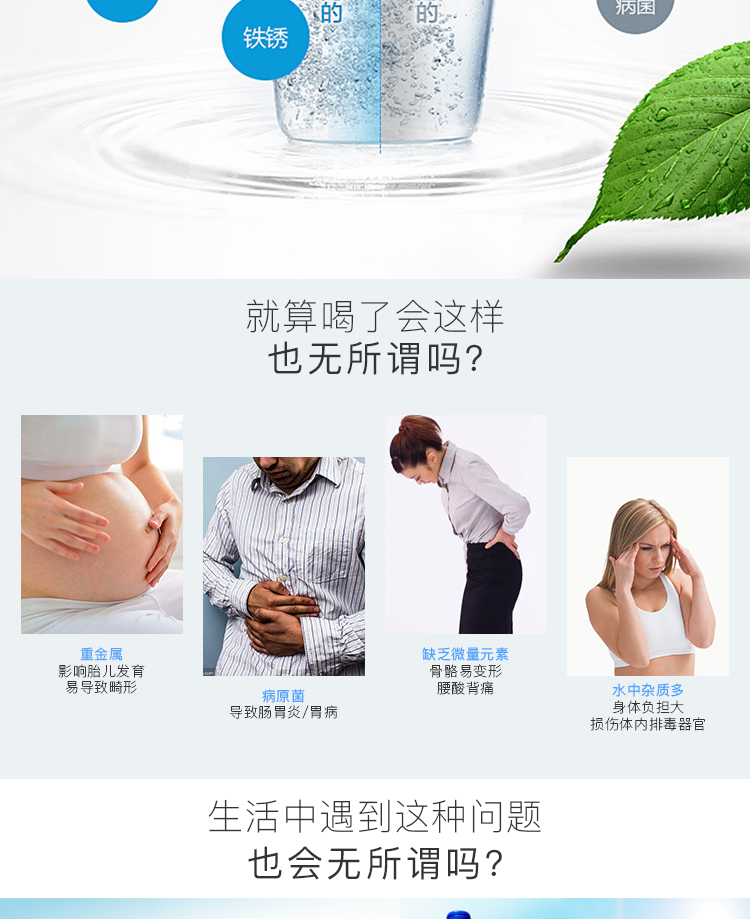 的
的
病菌
铁锈
就算喝了会这样
也无所谓吗?
重金属
影响胎儿发育
易导致畸形
病原菌
导致肠胃炎/胃病
缺乏微量元素
骨骼易变形
腰酸背痛
水中杂质多
身体负担大
损伤体内排毒器官
生活中遇到这种问题
也会无所谓吗?